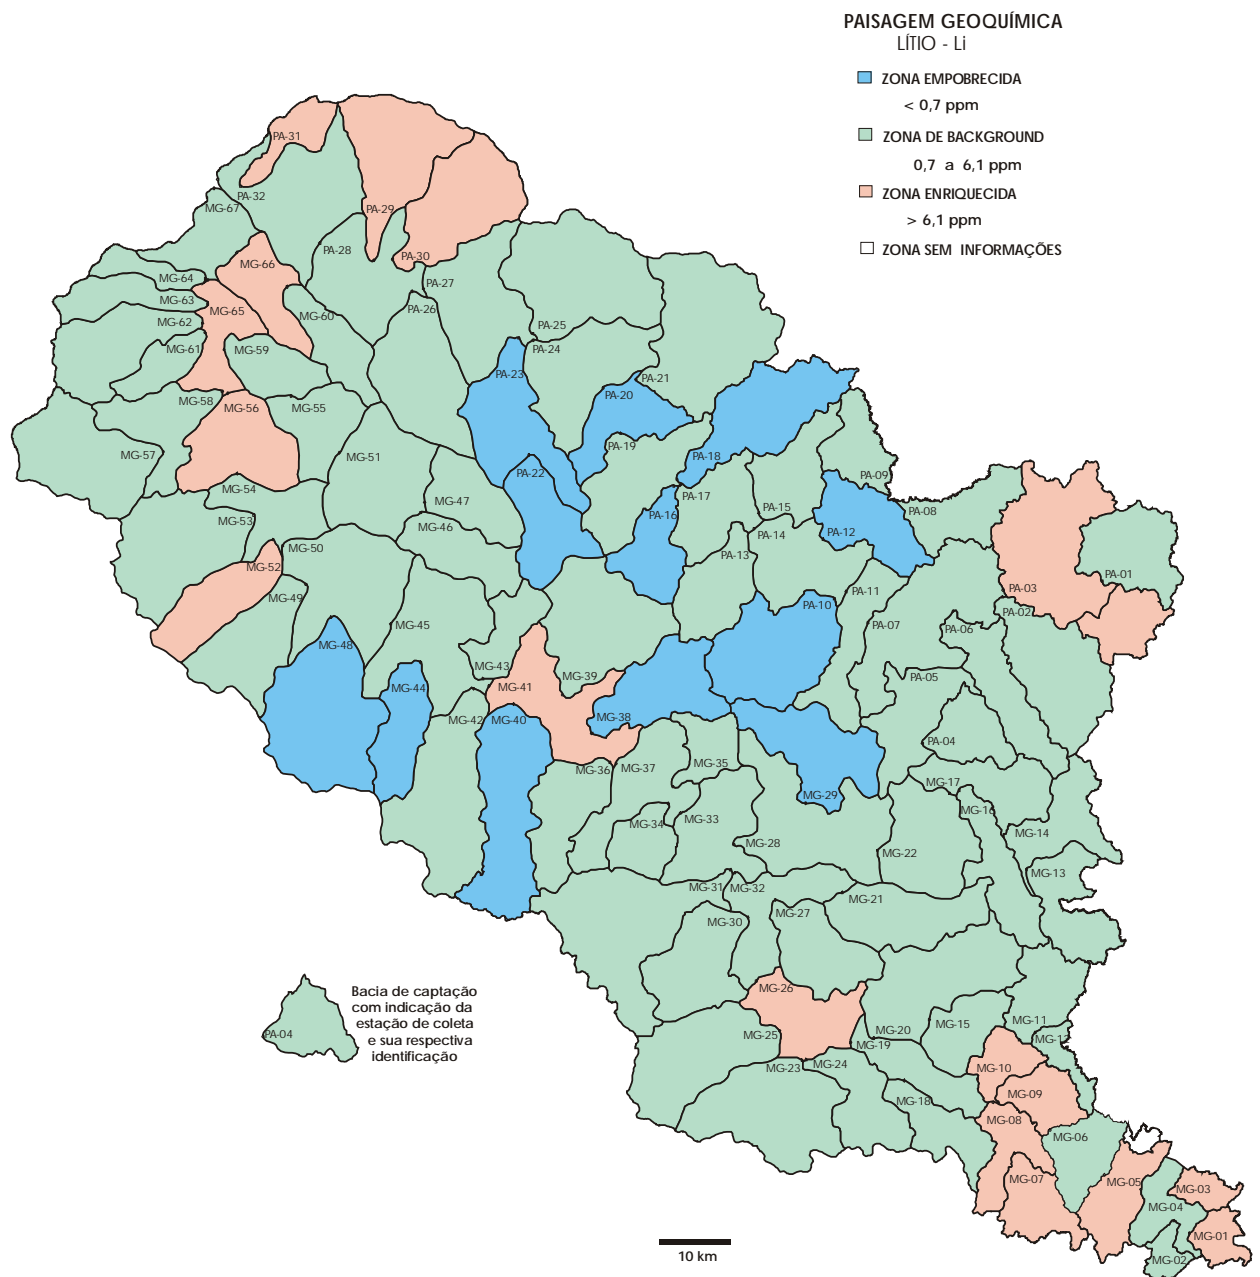 PAISAGEM GEOQUÍMICA
LÍTIO - Li
ZONA EMPOBRECIDA
< 0,7 ppm
ZONA DE BACKGROUND
0,7 a 6,1 ppm
ZONA ENRIQUECIDA
> 6,1 ppm
ZONA SEM INFORMAÇÕES
PA-31
PA-32
MG-67
PA-29
PA-28
PA-30
MG-66
MG-64
PA-27
MG-63
MG-65
PA-26
MG-60
MG-62
PA-25
MG-61
MG-59
PA-24
PA-23
PA-21
PA-20
MG-58
MG-56
MG-55
PA-19
MG-57
MG-51
PA-18
PA-22
PA-09
MG-54
MG-47
PA-17
PA-15
PA-08
MG-53
MG-46
PA-16
PA-12
PA-14
MG-50
PA-13
MG-52
PA-01
MG-49
PA-11
PA-03
PA-10
PA-02
MG-45
PA-07
PA-06
MG-48
MG-43
MG-39
PA-05
MG-44
MG-41
MG-42
MG-40
MG-38
PA-04
MG-36
MG-37
MG-35
MG-17
MG-29
MG-16
MG-34
MG-33
MG-14
MG-28
MG-22
MG-13
MG-31
MG-32
MG-21
MG-27
MG-30
MG-26
Bacia de captação
com indicação da
estação de coleta
e sua respectiva
identificação
PA-04
MG-15
MG-11
MG-25
MG-20
MG-19
MG-1
MG-23
MG-24
MG-10
MG-09
MG-18
MG-08
MG-06
MG-07
MG-05
MG-03
MG-04
MG-01
MG-02
10 km